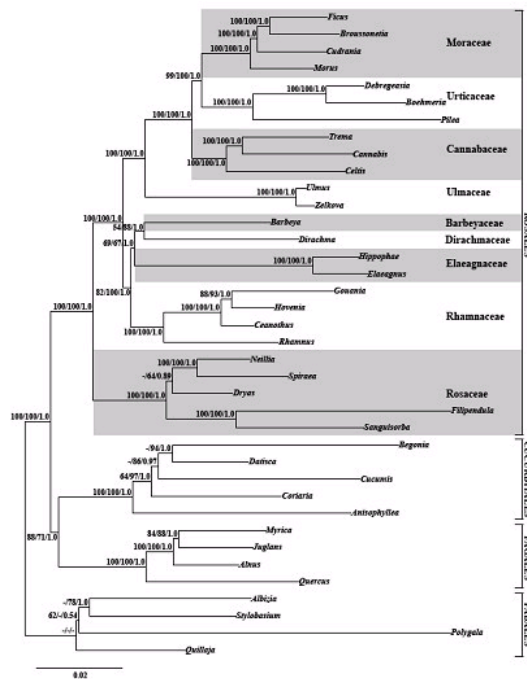 Ficus
100/100/1.0
Broussonetia
100/100/1.0
Moraceae
100/100/1.0
Cudrania
Morus
99/100/1.0
Debregeasia
100/100/1.0
Urticaceae
Boehmeria
100/100/1.0
Pilea
100/100/1.0
Trema
100/100/1.0
Cannabis
Cannabaceae
100/100/1.0
Celtis
Ulmus
100/100/1.0
Ulmaceae
Zelkova
100/100/1.0
Barbeya
Barbeyaceae
54/88/1.0
Dirachma
Dirachmaceae
69/67/1.0
Hippophae
100/100/1.0
Elaeagnaceae
Elaeagnus
82/100/1.0
Gouania
88/93/1.0
Hovenia
100/100/1.0
Rhamnaceae
Ceanothus
100/100/1.0
Rhamnus
100/100/1.0
Neillia
100/100/1.0
Spiraea
-/64/0.89
Dryas
Rosaceae
100/100/1.0
Filipendula
100/100/1.0
Sanguisorba
100/100/1.0
Begonia
-/94/1.0
Datisca
-/86/0.97
Cucumis
64/97/1.0
Coriaria
100/100/1.0
Anisophyllea
88/71/1.0
Myrica
84/88/1.0
Juglans
100/100/1.0
Alnus
100/100/1.0
Quercus
Albizia
-/78/1.0
Stylobasium
62/-/0.54
Polygala
-/-/-
Quillaja
0.02